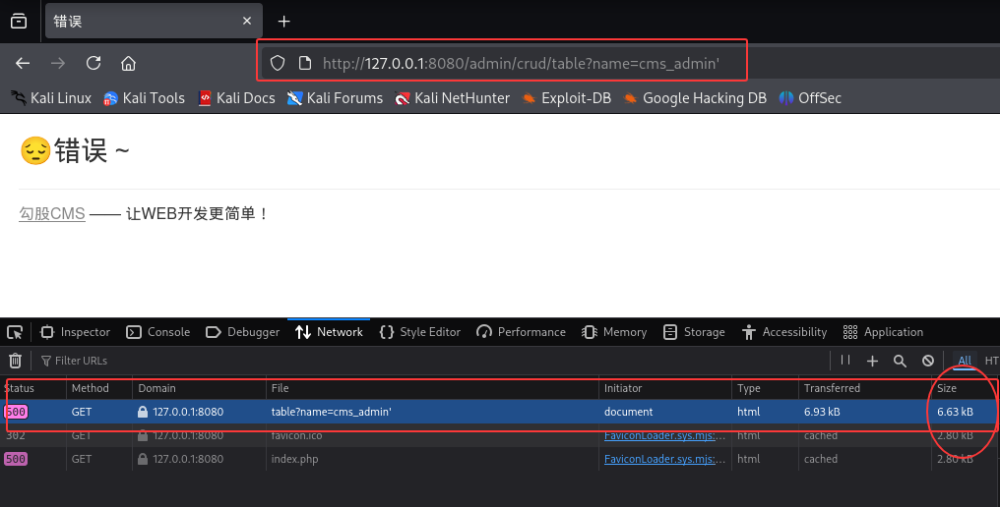 错误
http://127.0.0.1:8080/admin/crud/table?name=cms_admin'
Kali Linux Kali Tools Kali Docs Kali Forums Kali NetHunter Exploit-DB Google Hacking DB OffSec
😔错误 ~
勾股CMS —— 让WEB开发更简单！
Inspector Console Debugger Network Style Editor Performance Memory Storage Accessibility Application
Filter URLs All HT
Status Method Domain File Initiator Type Transferred Size
500 GET 127.0.0.1:8080 table?name=cms_admin' document html 6.93 kB 6.63 kB
302 GET 127.0.0.1:8080 favicon.ico FaviconLoader.sys.mjs:… html cached 2.80 kB
500 GET 127.0.0.1:8080 index.php FaviconLoader.sys.mjs:… html cached 2.80 kB